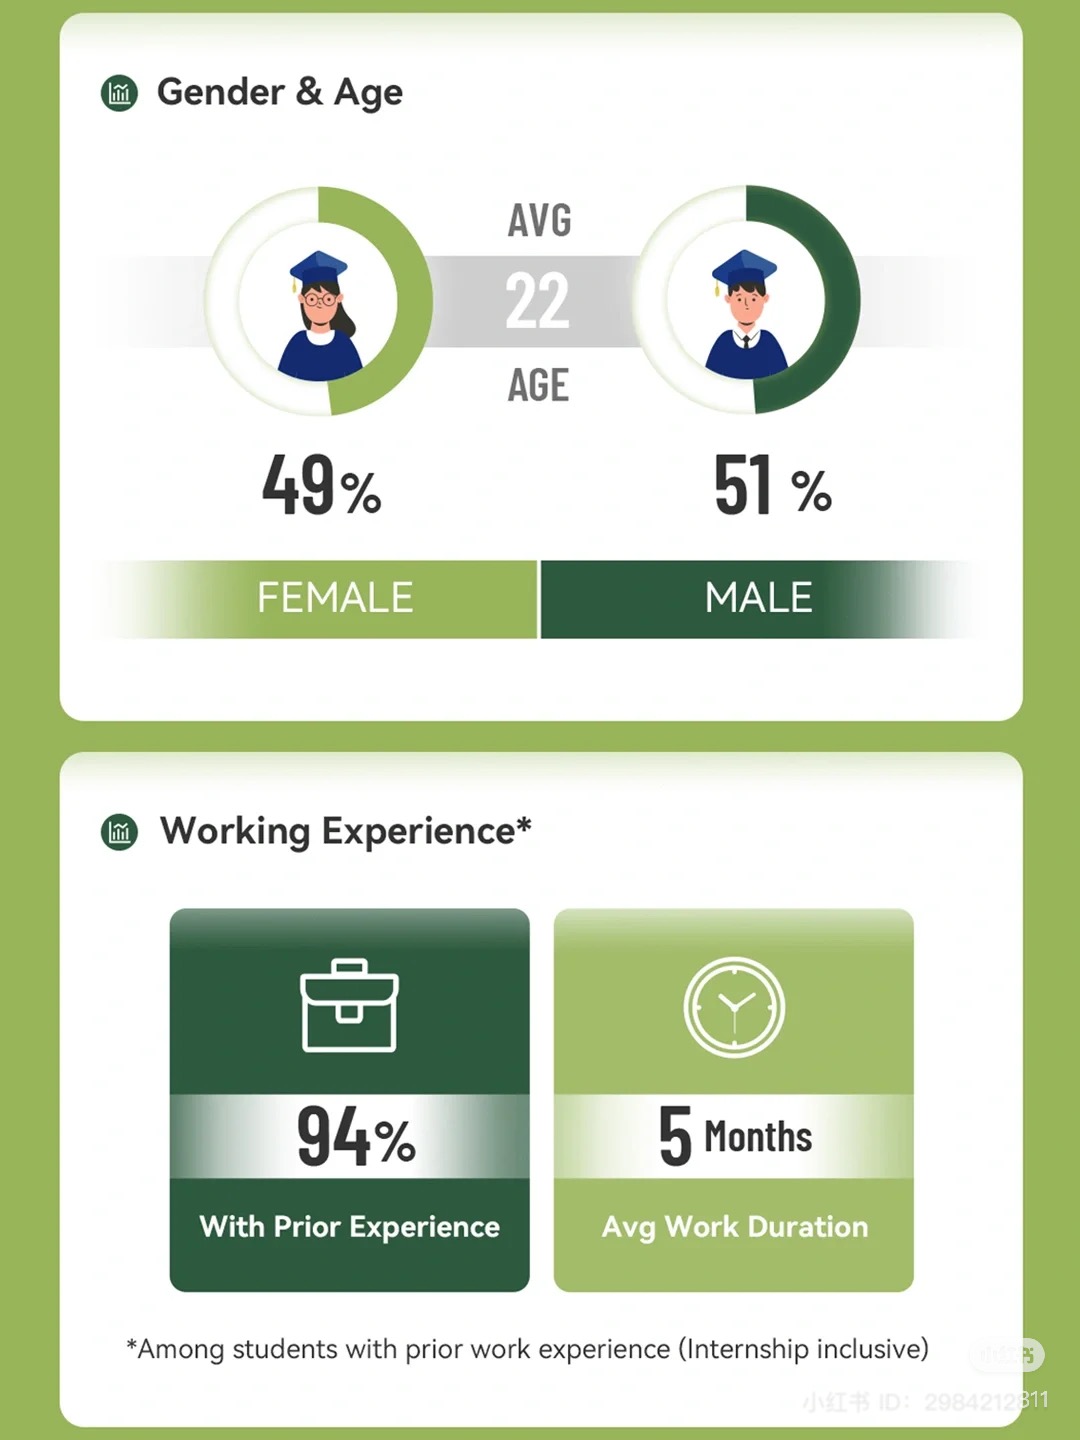 Gender & Age
AVG
22
AGE
49%
51 %
FEMALE
MALE
Working Experience*
94%
With Prior Experience
5 Months
Avg Work Duration
*Among students with prior work experience (Internship inclusive)
小红书
小红书 ID: 2984212811